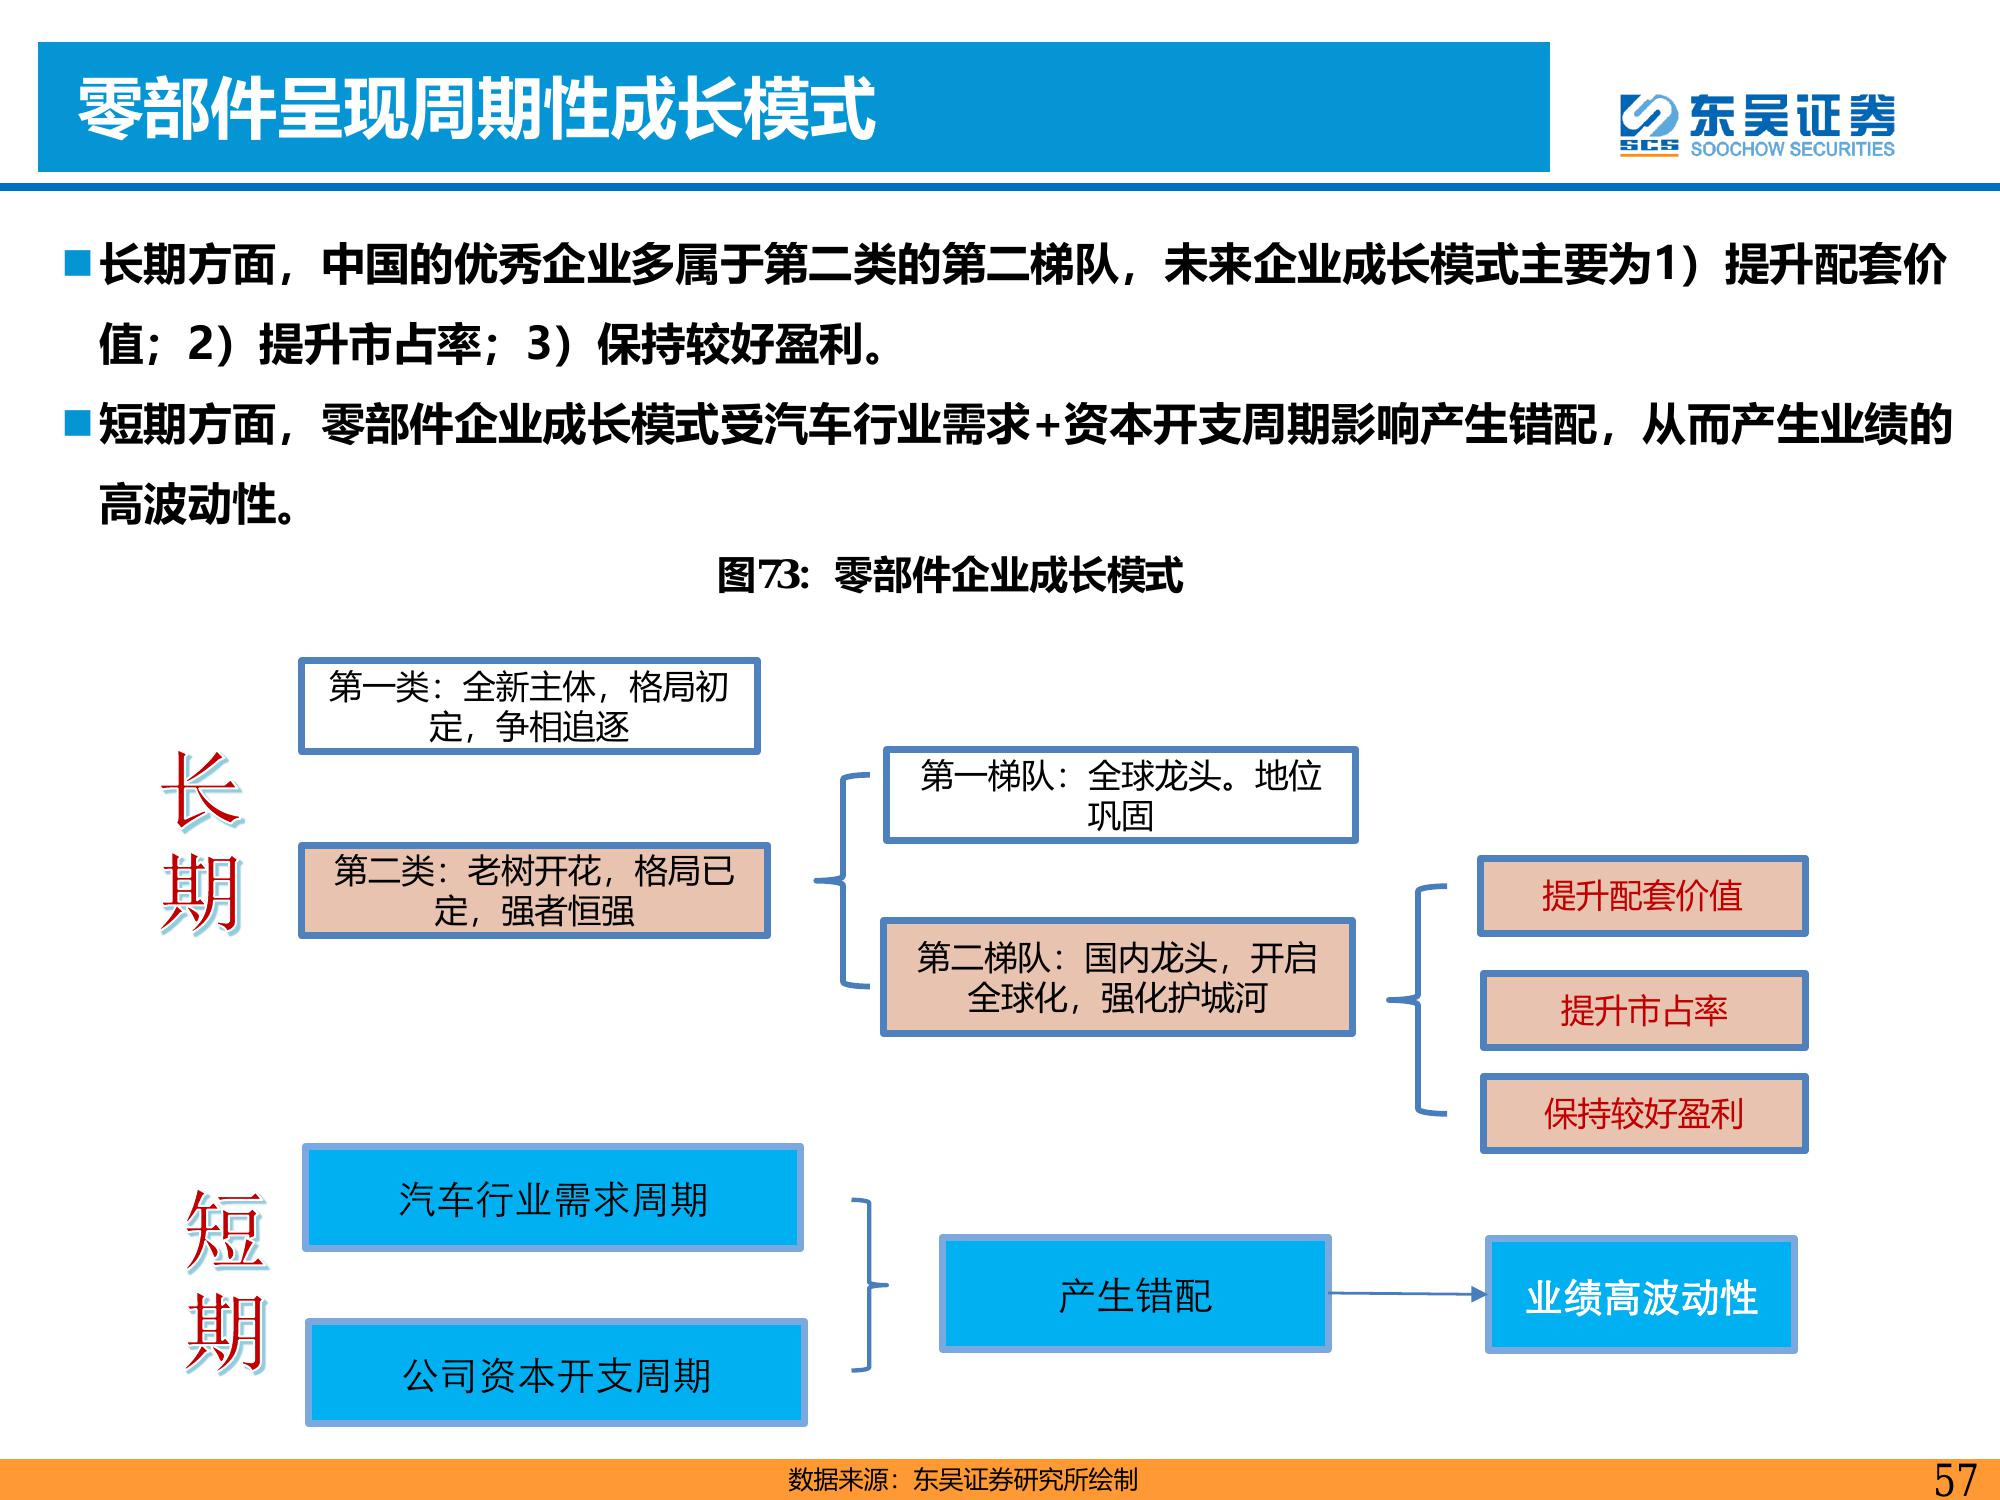 零部件呈现周期性成长模式
东吴证券
SCS
SOOCHOW SECURITIES
■长期方面，中国的优秀企业多属于第二类的第二梯队，未来企业成长模式主要为1）提升配套价
值；2）提升市占率；3）保持较好盈利。
■短期方面，零部件企业成长模式受汽车行业需求+资本开支周期影响产生错配，从而产生业绩的
高波动性。
图73：零部件企业成长模式
长
期
第一类：全新主体，格局初
定，争相追逐
第二类：老树开花，格局已
定，强者恒强
第一梯队：全球龙头。地位
巩固
第二梯队：国内龙头，开启
全球化，强化护城河
提升配套价值
提升市占率
保持较好盈利
短
期
汽车行业需求周期
公司资本开支周期
产生错配
业绩高波动性
数据来源：东吴证券研究所绘制
57